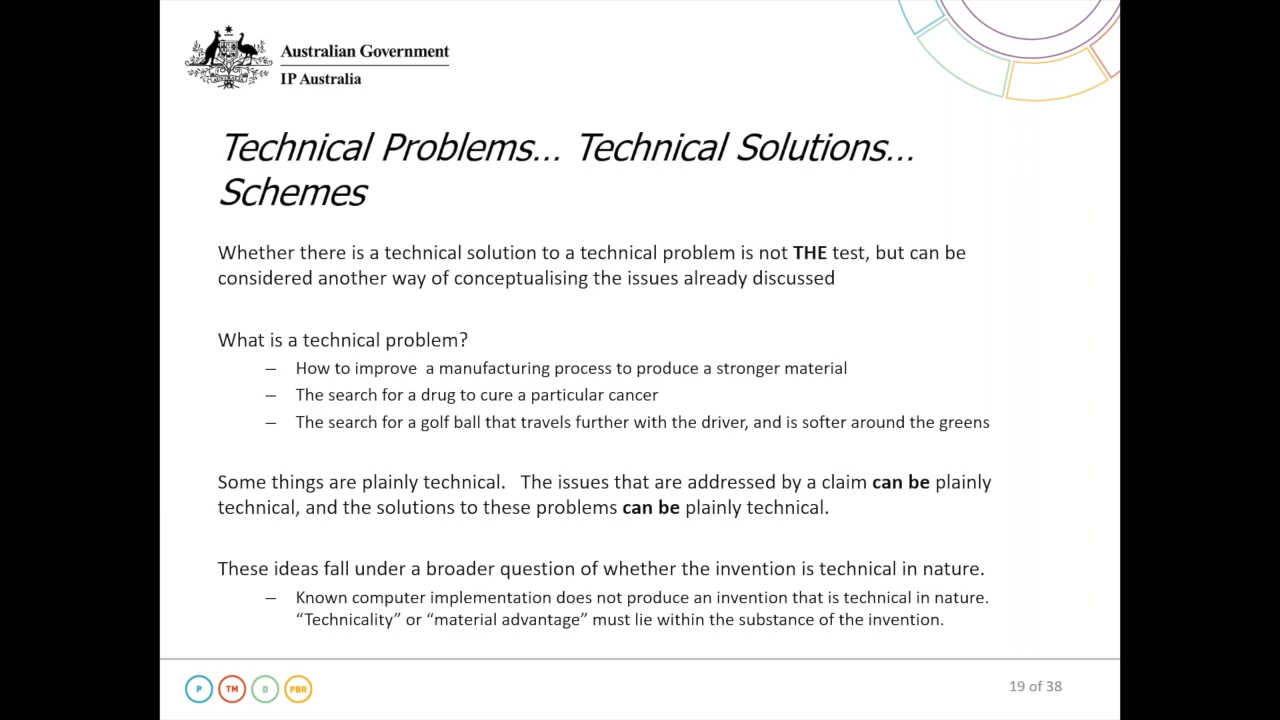 Australian Government
IP Australia
Technical Problems... Technical Solutions...
Schemes
Whether there is a technical solution to a technical problem is not THE test, but can be
considered another way of conceptualising the issues already discussed
What is a technical problem?
– How to improve  a manufacturing process to produce a stronger material
– The search for a drug to cure a particular cancer
– The search for a golf ball that travels further with the driver, and is softer around the greens
Some things are plainly technical.   The issues that are addressed by a claim can be plainly
technical, and the solutions to these problems can be plainly technical.
These ideas fall under a broader question of whether the invention is technical in nature.
– Known computer implementation does not produce an invention that is technical in nature.
“Technicality” or “material advantage” must lie within the substance of the invention.
P TM D PBR
19 of 38